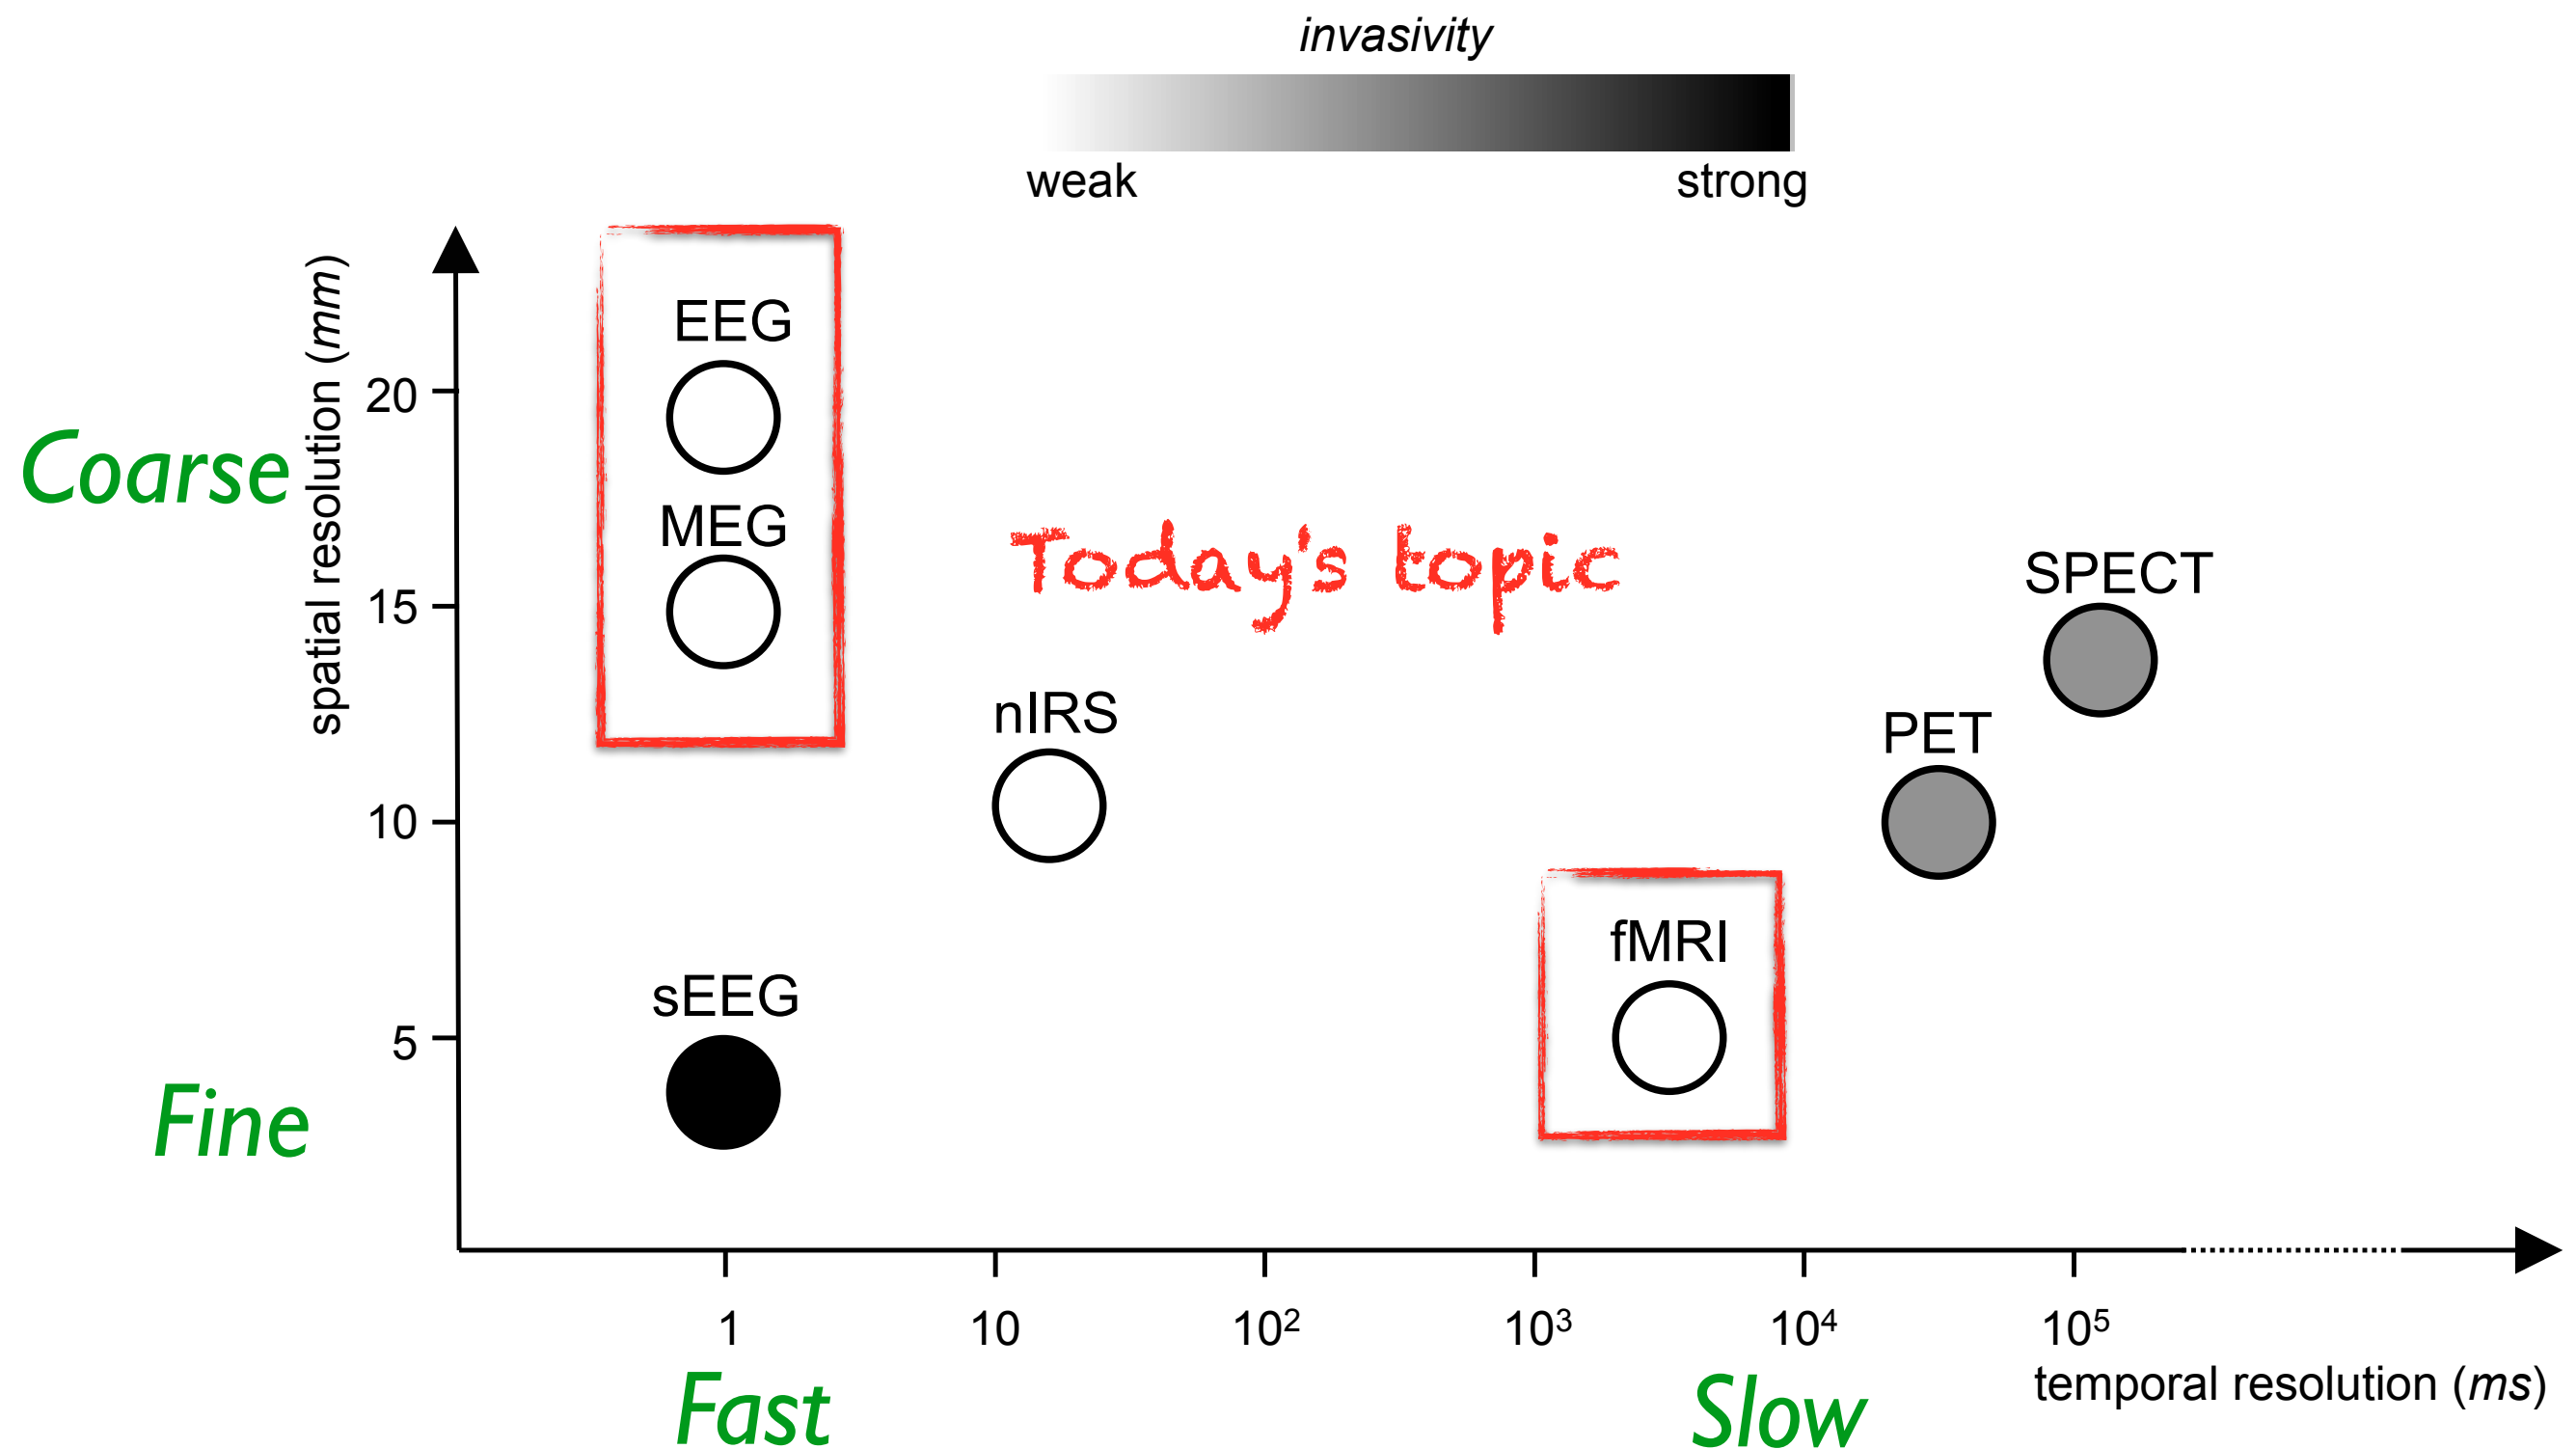 invasivity
weak strong
spatial resolution (mm)
EEG
20
Coarse
MEG
Today's topic
SPECT
15
nIRS
PET
10
fMRI
sEEG
5
Fine
1 10 10² 10³ 10⁴ 10⁵
temporal resolution (ms)
Fast Slow